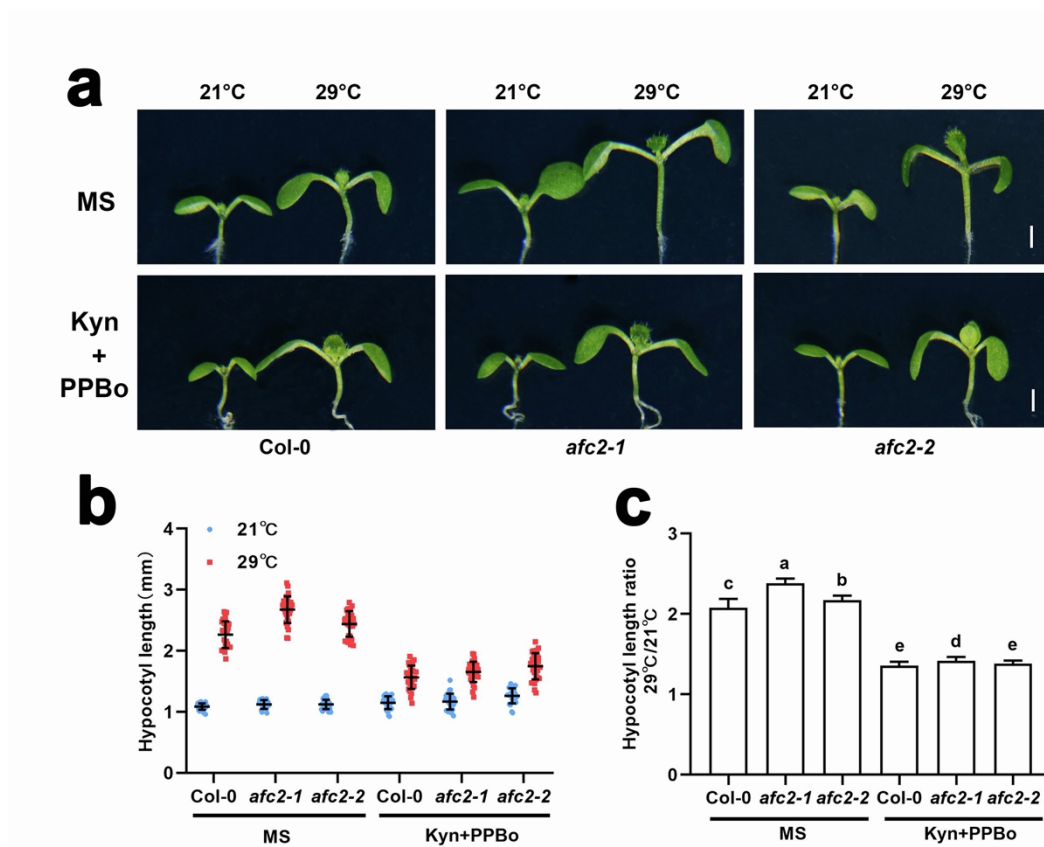 a
21°C 29°C 21°C 29°C 21°C 29°C
MS
Kyn
+
PPBo
Col-0 afc2-1 afc2-2
b
Hypocotyl length(mm)
4
3
2
1
0
21℃
29℃
Col-0 afc2-1 afc2-2 Col-0 afc2-1 afc2-2
MS Kyn+PPBo
c
Hypocotyl length ratio
29℃/21℃
3
2
1
0
c a b e d e
Col-0 afc2-1 afc2-2 Col-0 afc2-1 afc2-2
MS Kyn+PPBo